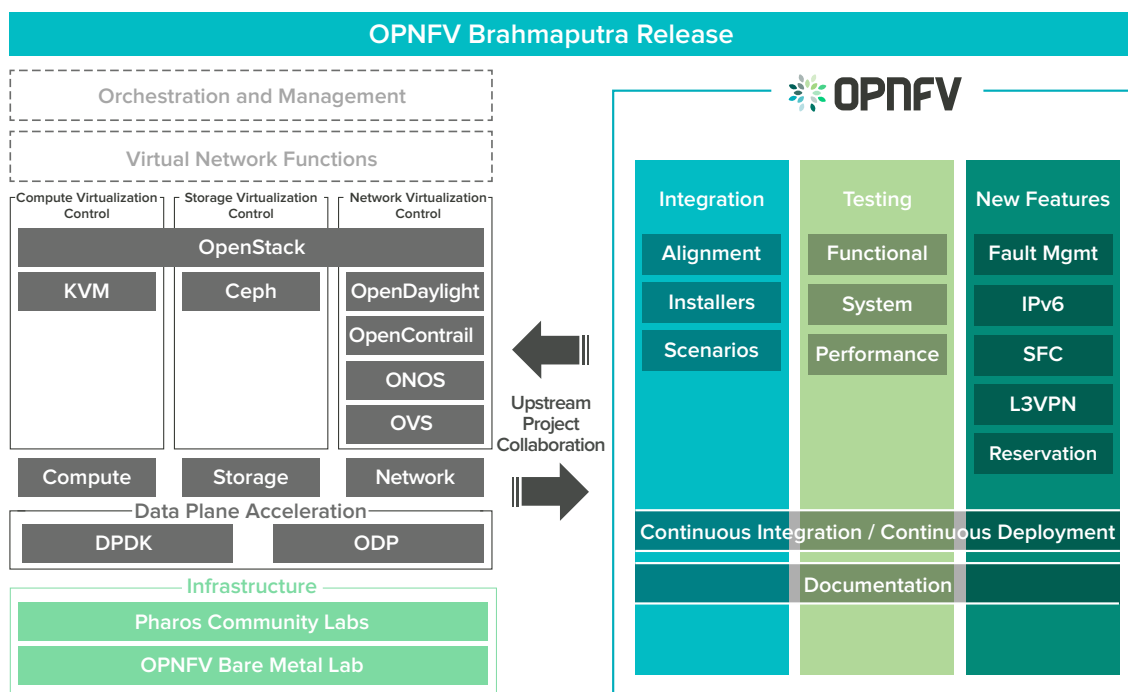 OPNFV Brahmaputra Release
Orchestration and Management
Virtual Network Functions
Compute Virtualization
Control
Storage Virtualization
Control
Network Virtualization
Control
OpenStack
KVM
Ceph
OpenDaylight
OpenContrail
ONOS
OVS
Compute
Storage
Network
Data Plane Acceleration
DPDK
ODP
Infrastructure
Pharos Community Labs
OPNFV Bare Metal Lab
Upstream
Project
Collaboration
OPNFV
Integration
Alignment
Installers
Scenarios
Testing
Functional
System
Performance
New Features
Fault Mgmt
IPv6
SFC
L3VPN
Reservation
Continuous Integration / Continuous Deployment
Documentation